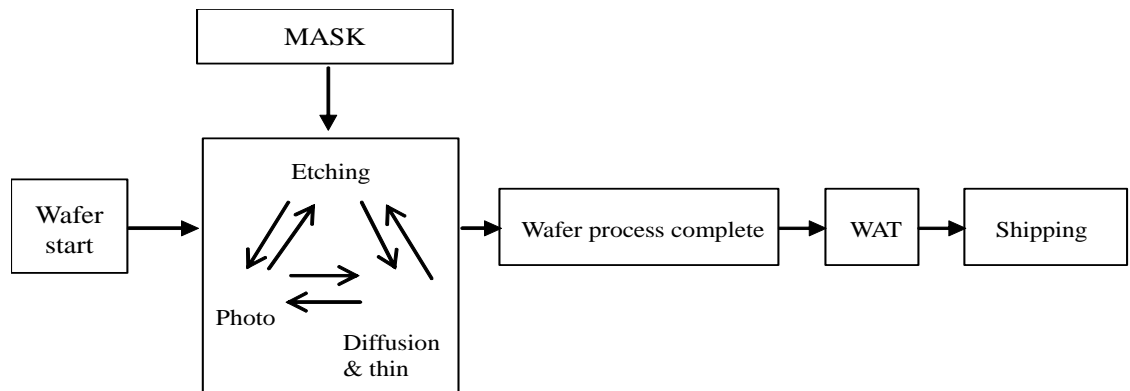 MASK
Etching
Wafer
start
Wafer process complete
WAT
Shipping
Photo
Diffusion
& thin